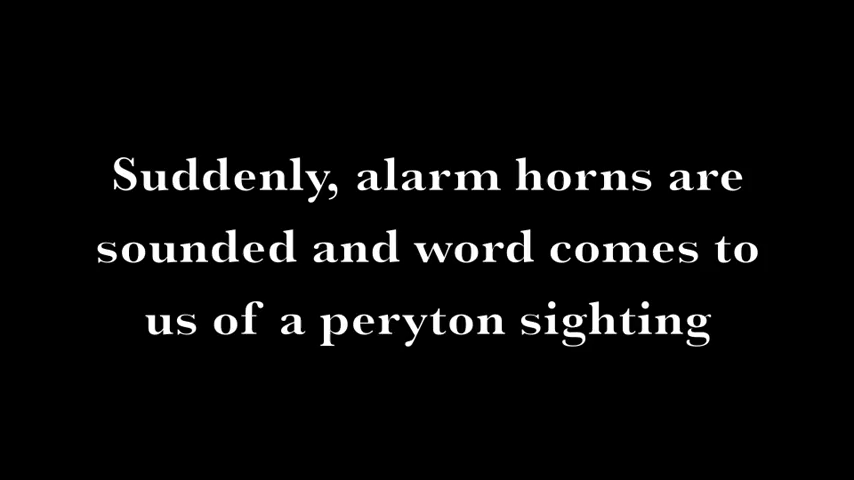 Suddenly, alarm horns are
sounded and word comes to
us of a peryton sighting